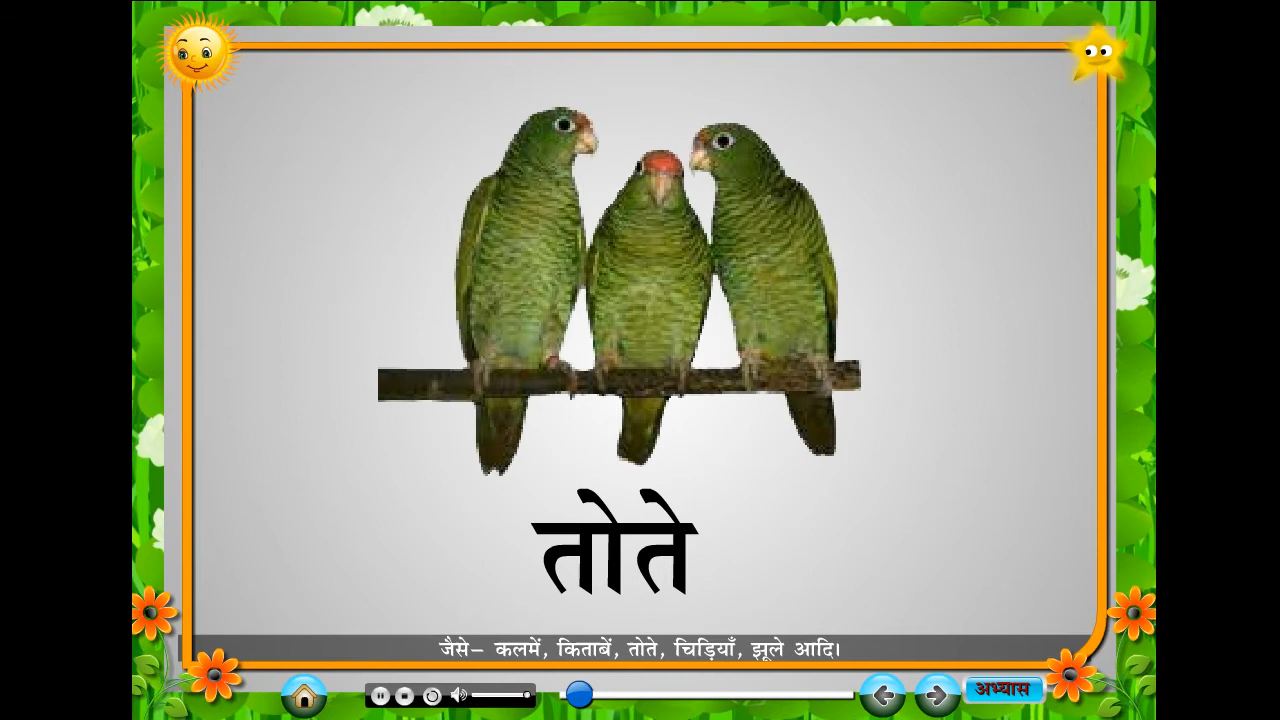 तोते
जैसे– कलमें, किताबें, तोते, चिड़ियाँ, झूले आदि।
अभ्यास